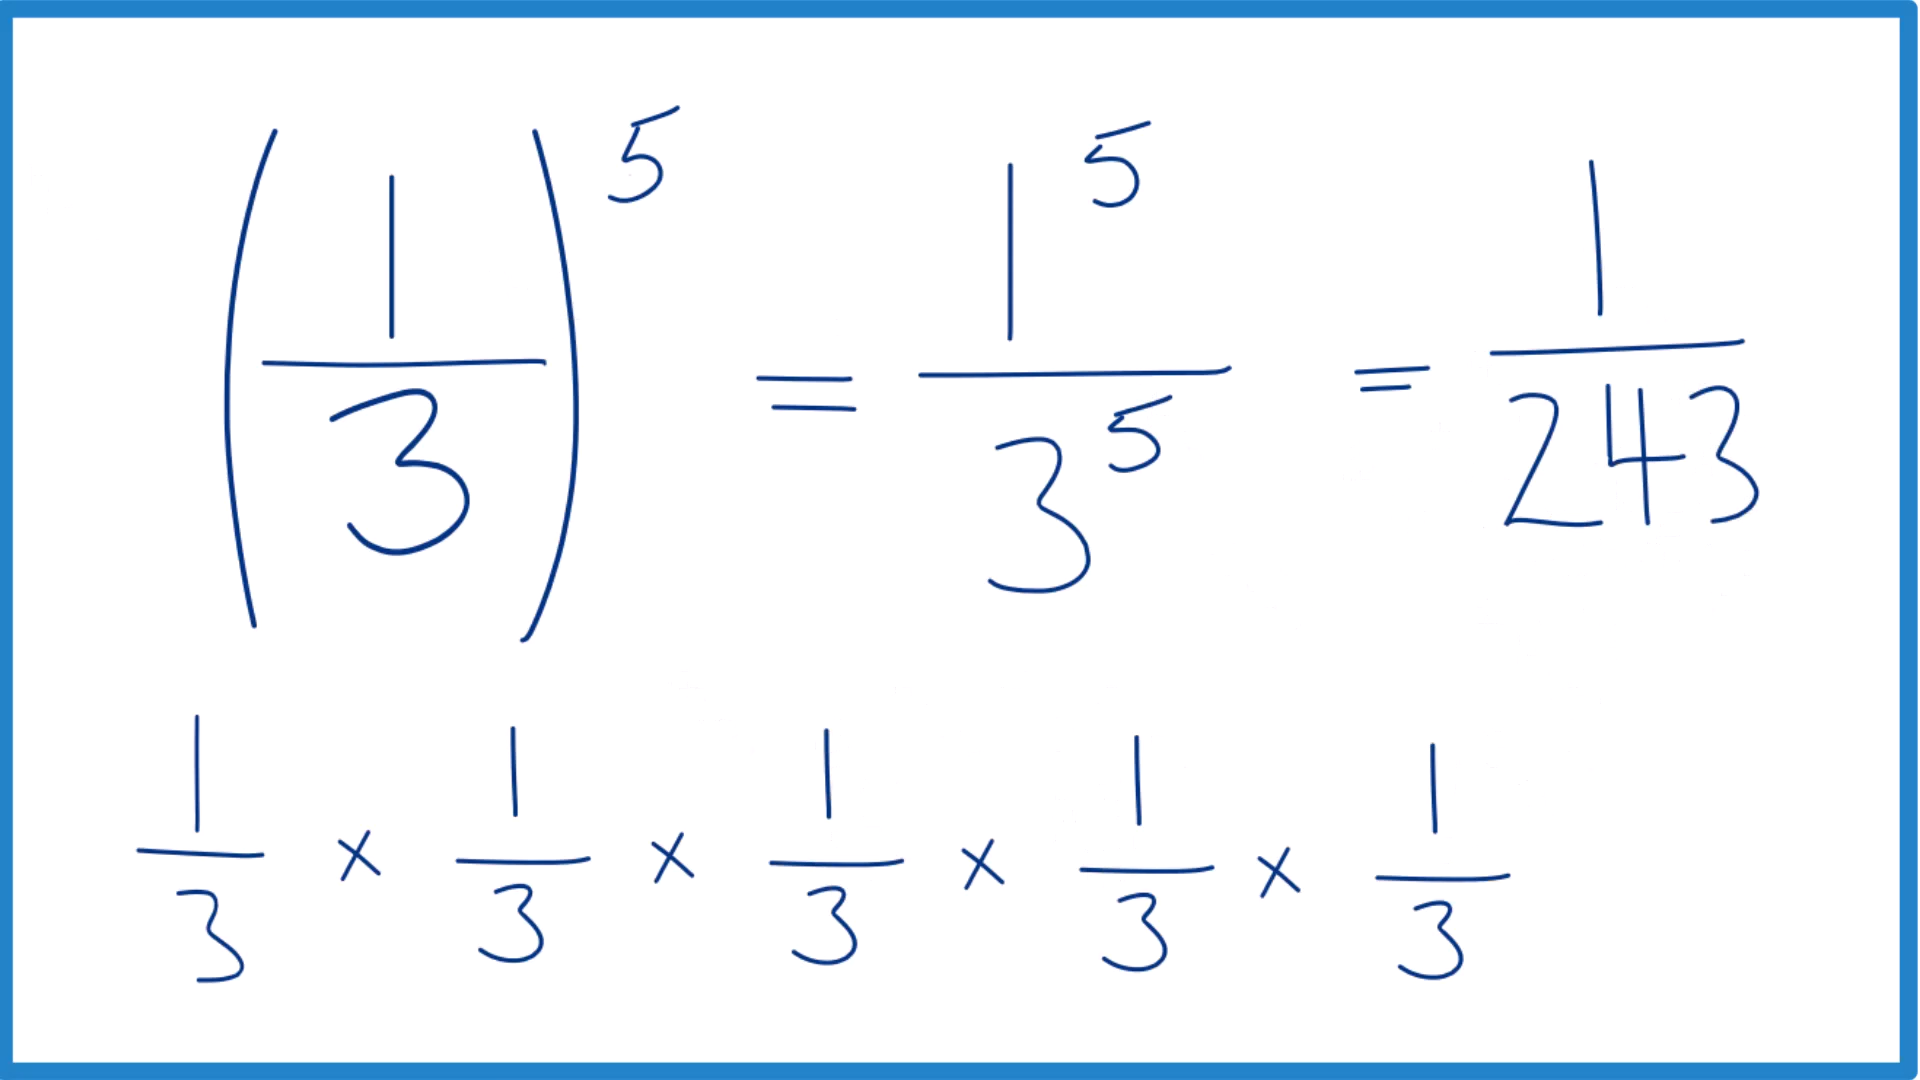 (1/3)^5 = 1^5/3^5 = 1/243
1/3 × 1/3 × 1/3 × 1/3 × 1/3